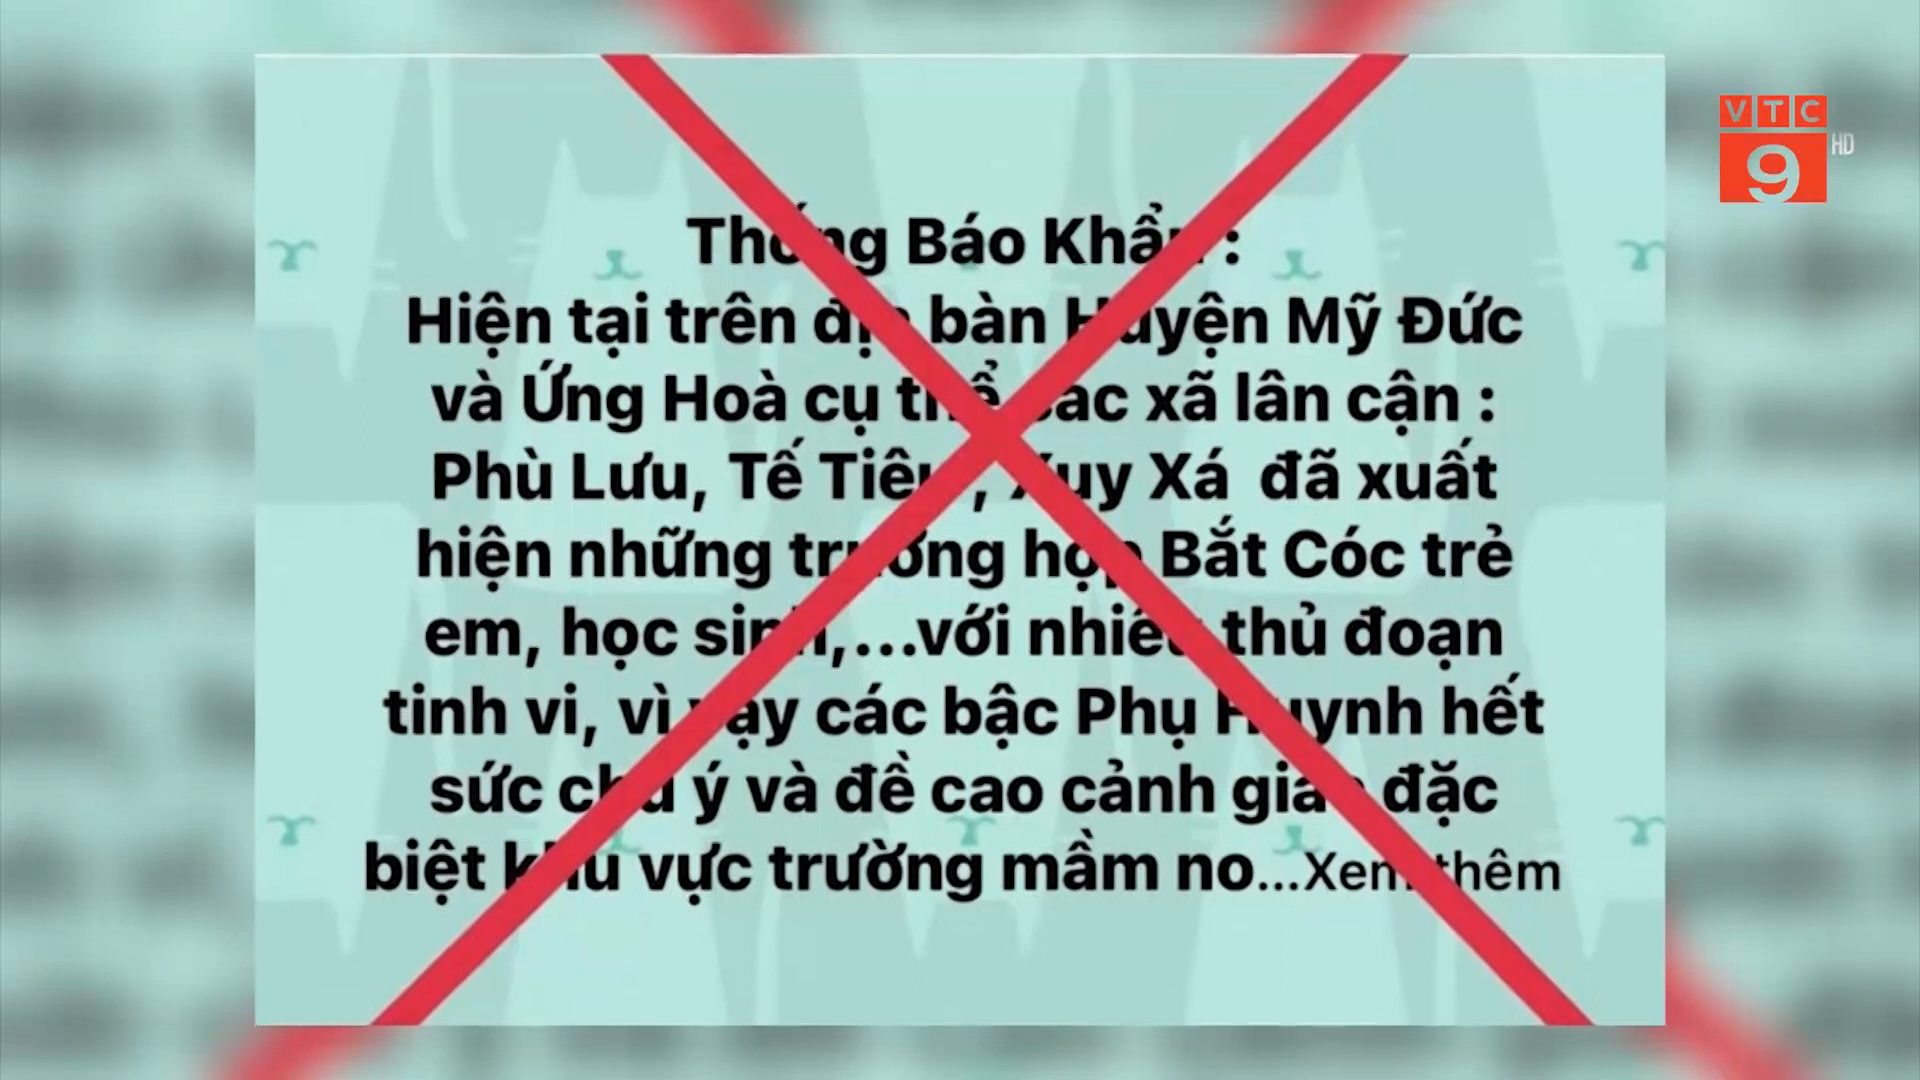 VTC
9
HD
Thống Báo Khẩn :
Hiện tại trên địa bàn Huyện Mỹ Đức
và Ứng Hoà cụ thể các xã lân cận :
Phù Lưu, Tế Tiêu, Xuy Xá đã xuất
hiện những trường hợp Bắt Cóc trẻ
em, học sinh,...với nhiều thủ đoạn
tinh vi, vì vậy các bậc Phụ Huynh hết
sức chú ý và đề cao cảnh giác đặc
biệt khu vực trường mầm no...Xem thêm